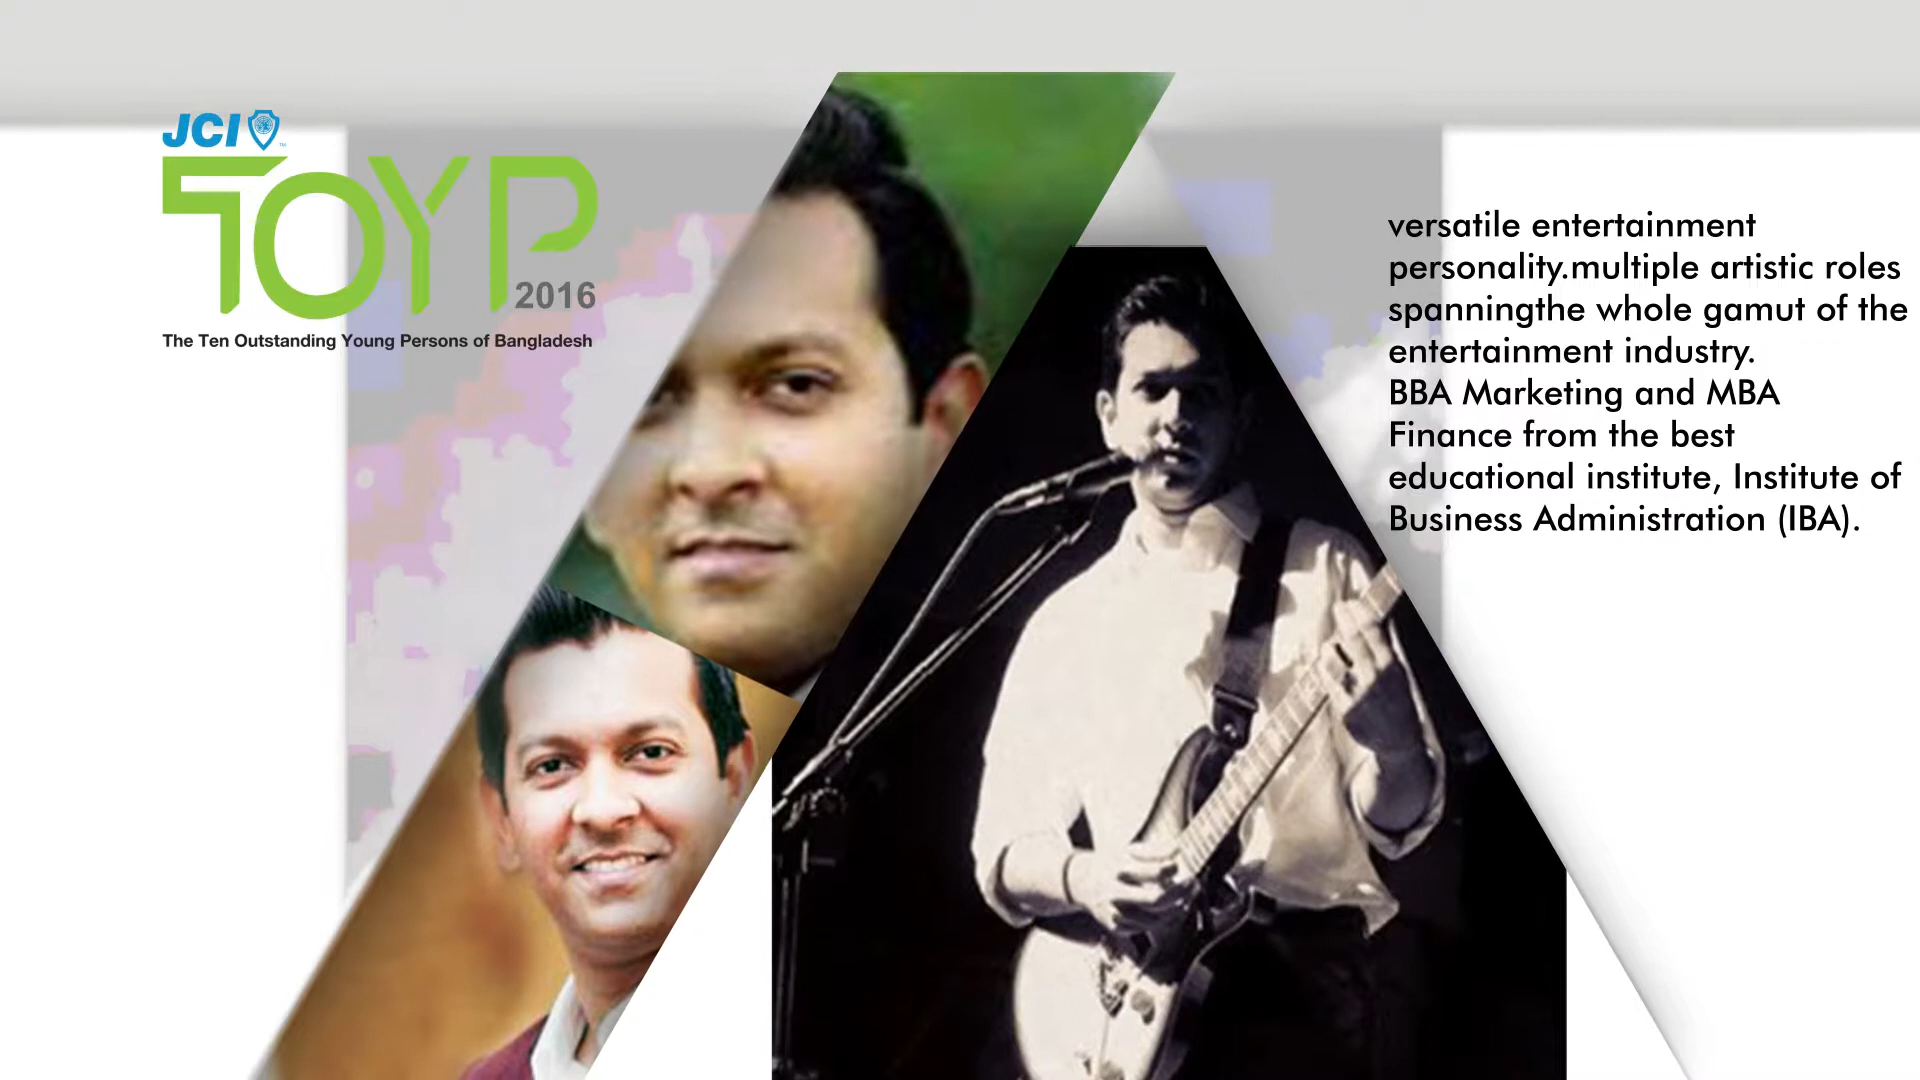 JCI
TOYP
2016
The Ten Outstanding Young Persons of Bangladesh
versatile entertainment
personality.multiple artistic roles
spanningthe whole gamut of the
entertainment industry.
BBA Marketing and MBA
Finance from the best
educational institute, Institute of
Business Administration (IBA).